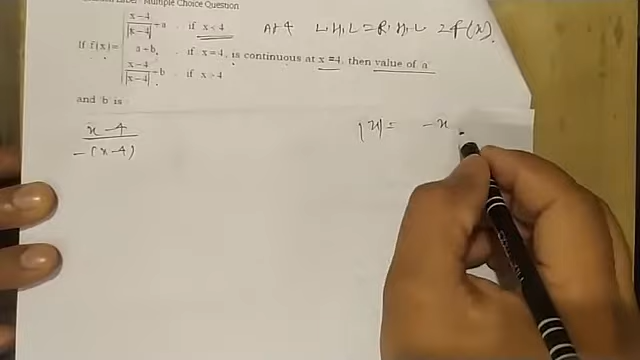 Multiple Choice Question
x-4
|x-4| +a , if x<4 At 4 L.H.L = R.H.L = f(x).
If f(x)= a+b , if x=4, is continuous at x=4, then value of a
x-4
|x-4| +b , if x>4
and b is
x-4 |x|= -x
-(x-4)